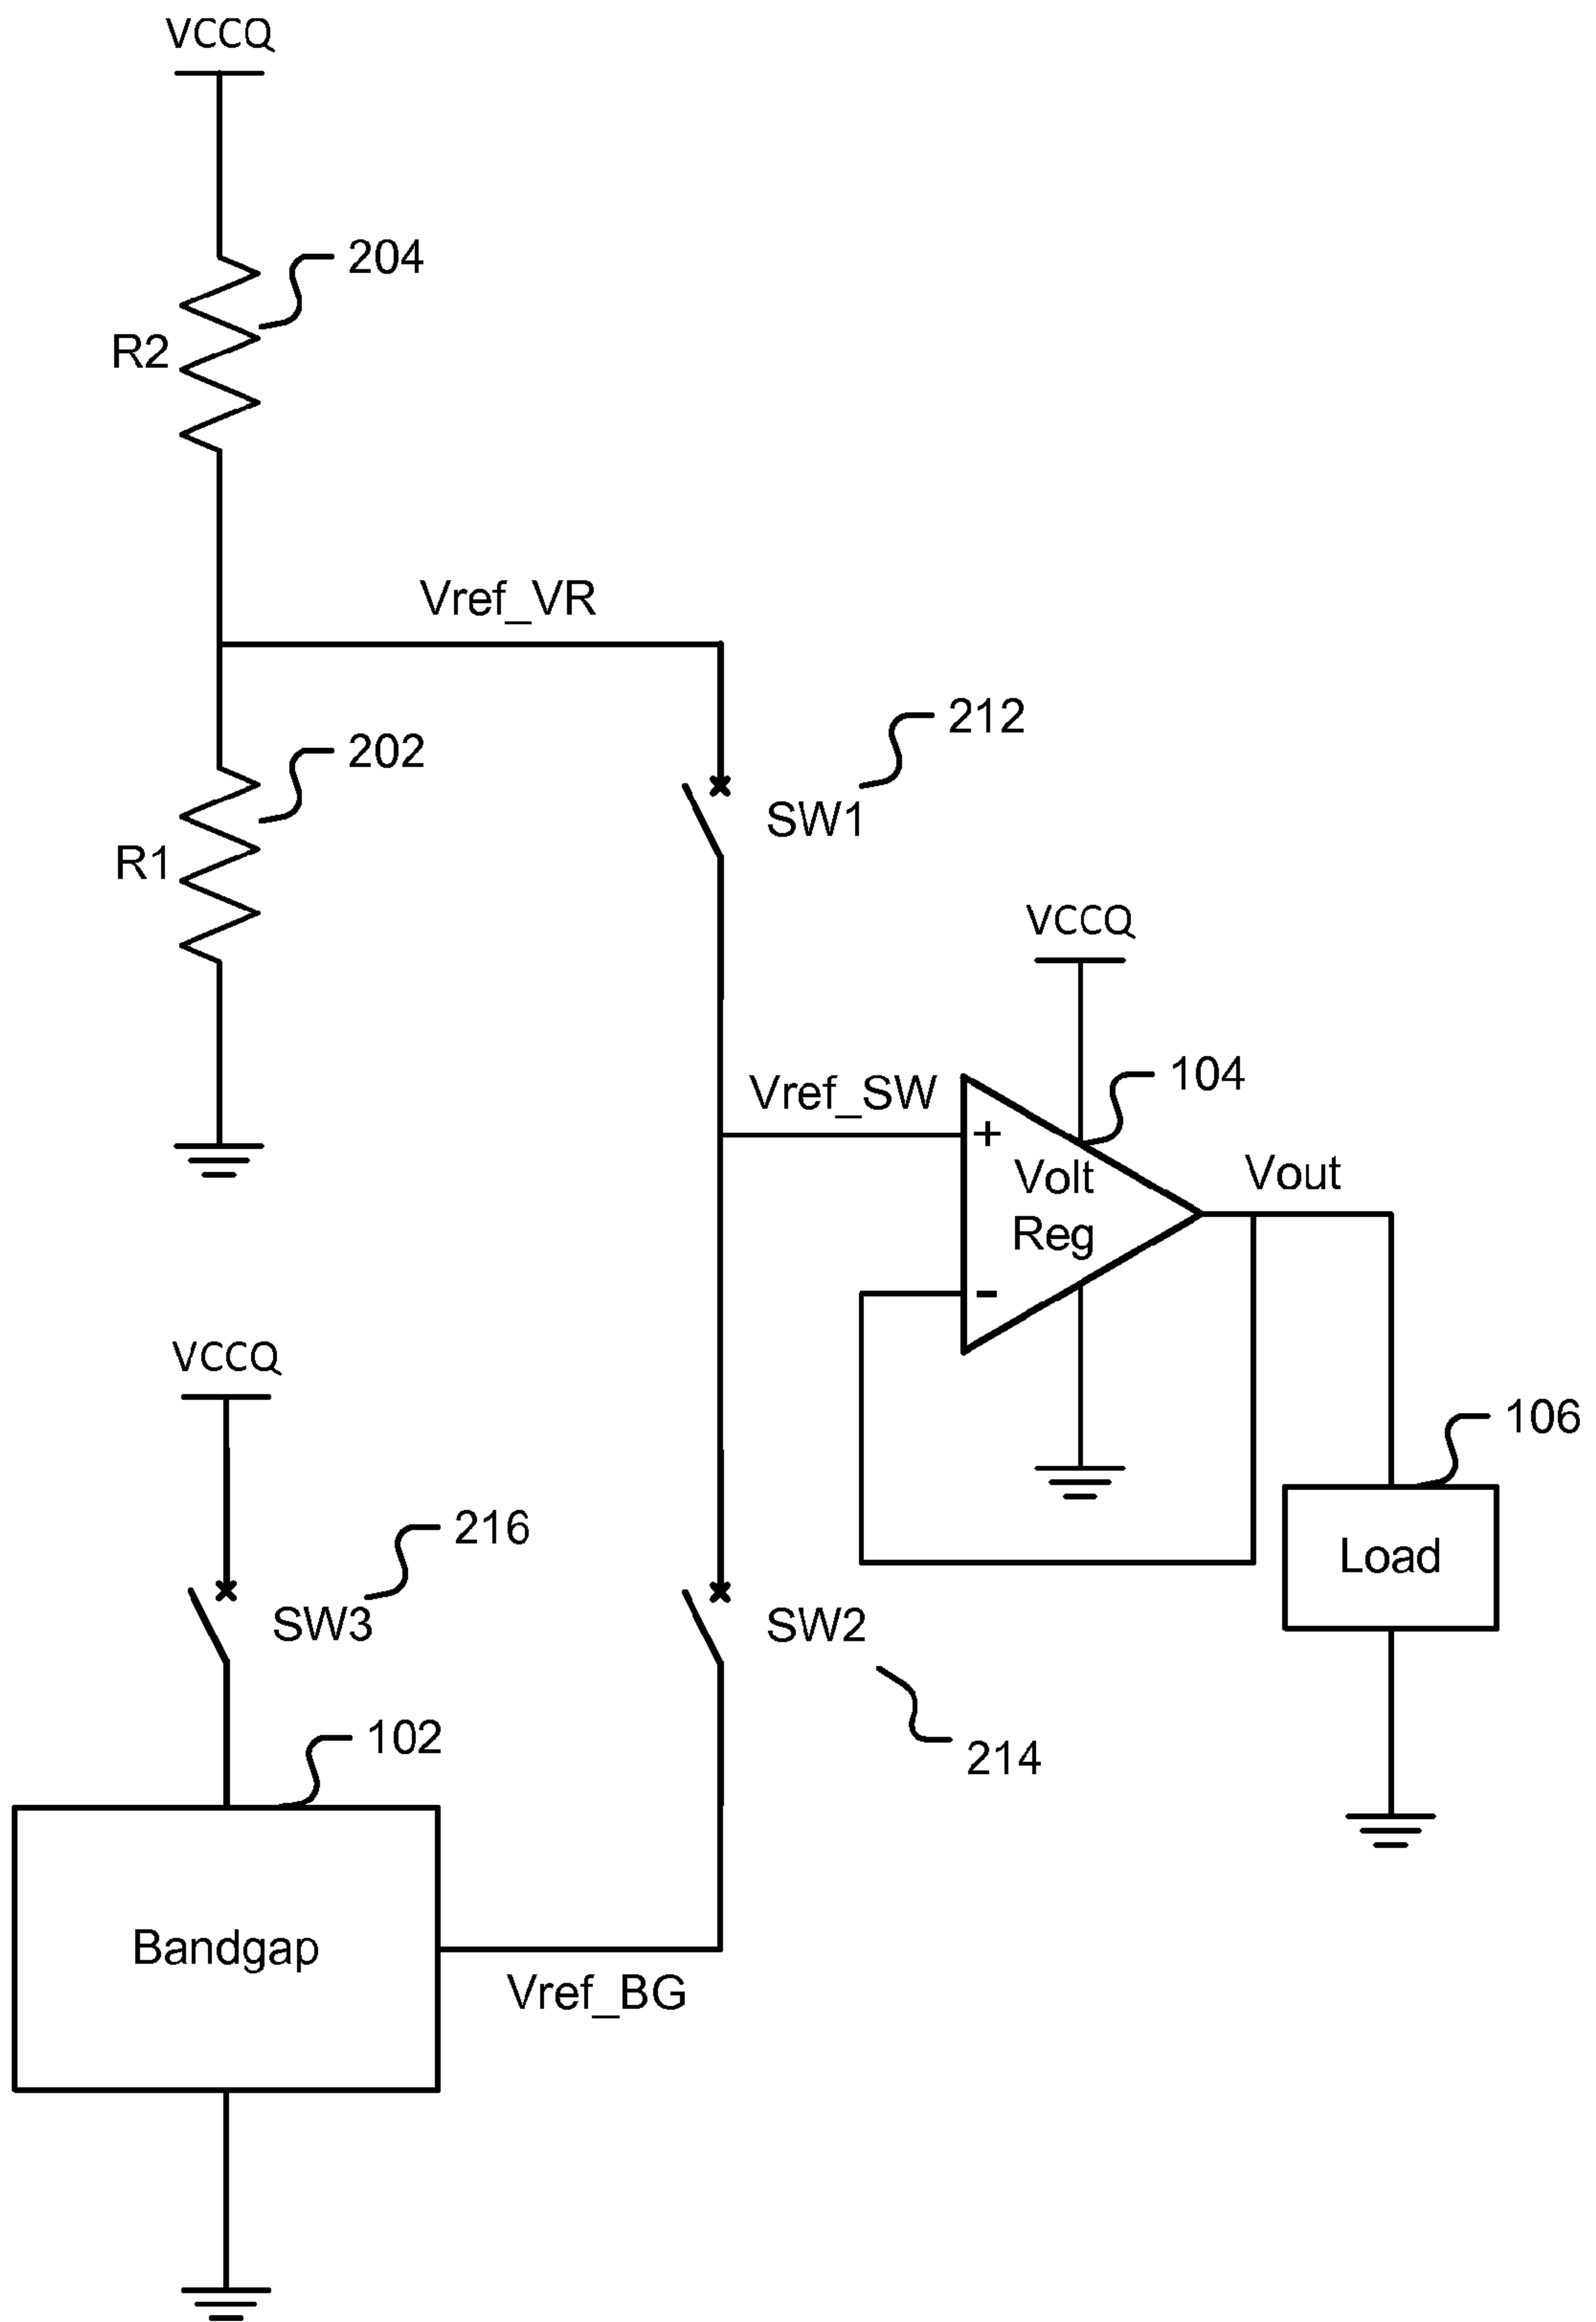 VCCQ
204
R2
Vref_VR
212
202
SW1
R1
VCCQ
104
Vref_SW
+
Volt
Reg
Vout
-
VCCQ
106
216
Load
SW3
SW2
102
214
Bandgap
Vref_BG